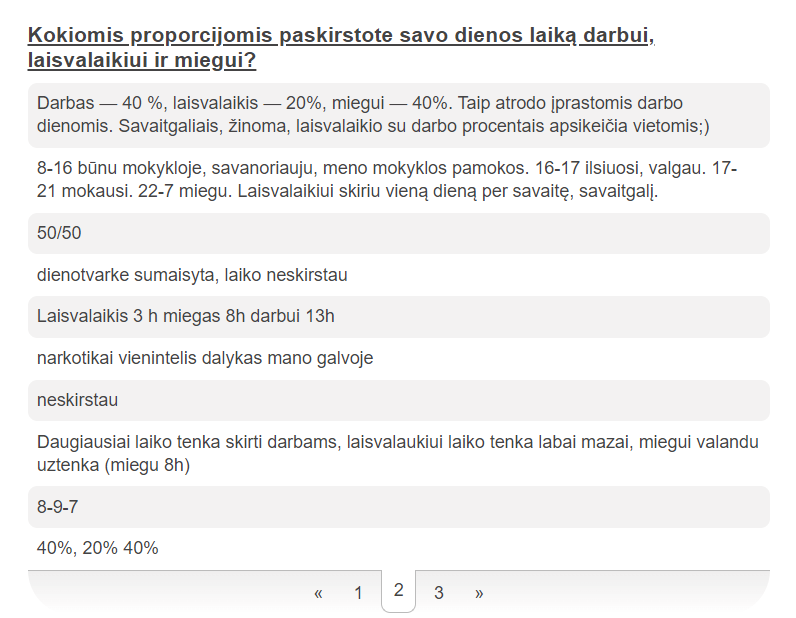 Kokiomis proporcijomis paskirstote savo dienos laiką darbui,
laisvalaikiui ir miegui?
Darbas — 40 %, laisvalaikis — 20%, miegui — 40%. Taip atrodo įprastomis darbo
dienomis. Savaitgaliais, žinoma, laisvalaikio su darbo procentais apsikeičia vietomis;)
8-16 būnu mokykloje, savanoriauju, meno mokyklos pamokos. 16-17 ilsiuosi, valgau. 17-
21 mokausi. 22-7 miegu. Laisvalaikiui skiriu vieną dieną per savaitę, savaitgalį.
50/50
dienotvarke sumaisyta, laiko neskirstau
Laisvalaikis 3 h miegas 8h darbui 13h
narkotikai vienintelis dalykas mano galvoje
neskirstau
Daugiausiai laiko tenka skirti darbams, laisvalaukiui laiko tenka labai mazai, miegui valandu
uztenka (miegu 8h)
8-9-7
40%, 20% 40%
« 1 2 3 »